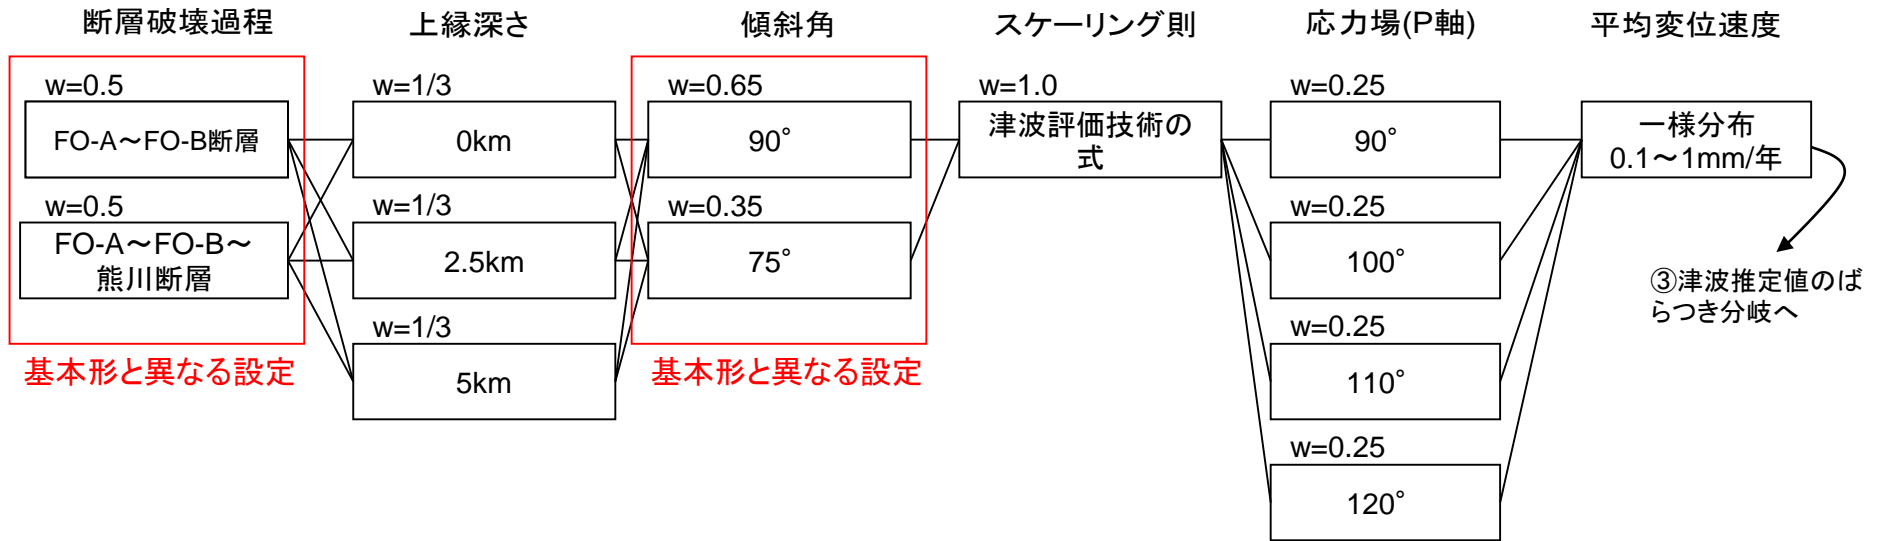 断層破壊過程
上縁深さ
傾斜角
スケーリング則
応力場(P軸)
平均変位速度
w=0.5
FO-A～FO-B断層
w=0.5
FO-A～FO-B～
熊川断層
基本形と異なる設定
w=1/3
0km
w=1/3
2.5km
w=1/3
5km
w=0.65
90°
w=0.35
75°
基本形と異なる設定
w=1.0
津波評価技術の
式
w=0.25
90°
w=0.25
100°
w=0.25
110°
w=0.25
120°
一様分布
0.1～1mm/年
③津波推定値のば
らつき分岐へ